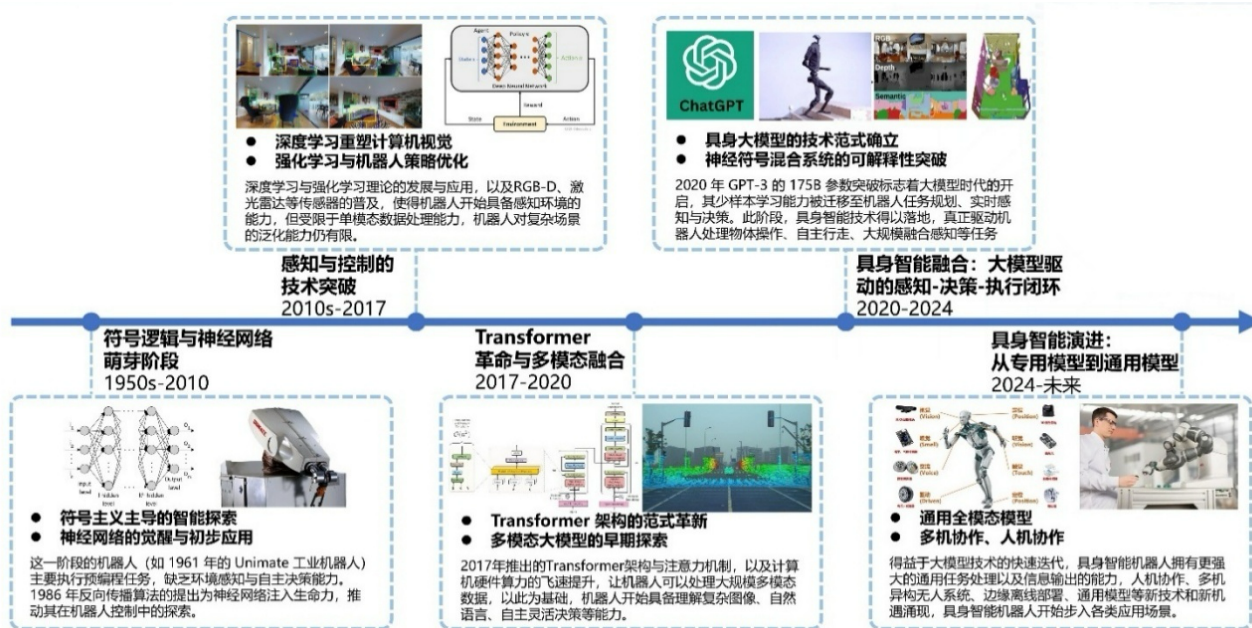 Agent
Policy
States
Actions
Deep Neural Network
Reward
State
Action
Environment
深度学习重塑计算机视觉
强化学习与机器人策略优化
深度学习与强化学习理论的发展与应用，以及RGB-D、激
光雷达等传感器的普及，使得机器人开始具备感知环境的
能力，但受限于单模态数据处理能力，机器人对复杂场景
的泛化能力仍有限。
ChatGPT
RGB
Depth
Semantic
具身大模型的技术范式确立
神经符号混合系统的可解释性突破
2020 年 GPT-3 的 175B 参数突破标志着大模型时代的开
启，其少样本学习能力被迁移至机器人任务规划、实时感
知与决策。此阶段，具身智能技术得以落地，真正驱动机
器人处理物体操作、自主行走、大规模融合感知等任务
感知与控制的
技术突破
2010s-2017
具身智能融合：大模型驱
动的感知-决策-执行闭环
2020-2024
符号逻辑与神经网络
萌芽阶段
1950s-2010
Transformer
革命与多模态融合
2017-2020
具身智能演进：
从专用模型到通用模型
2024-未来
Input
level
level
Output
level
符号主义主导的智能探索
神经网络的觉醒与初步应用
这一阶段的机器人（如 1961 年的 Unimate 工业机器人）
主要执行预编程任务，缺乏环境感知与自主决策能力。
1986 年反向传播算法的提出为神经网络注入生命力，推
动其在机器人控制中的探索。
Transformer 架构的范式革新
多模态大模型的早期探索
2017年推出的Transformer架构与注意力机制，以及计算
机硬件算力的飞速提升，让机器人可以处理大规模多模态
数据，以此为基础，机器人开始具备理解复杂图像、自然
语言、自主灵活决策等能力。
(Vision)
(Position)
(Smell)
(Vision)
(Voice)
(Touch)
(Position)
通用全模态模型
多机协作、人机协作
得益于大模型技术的快速迭代，具身智能机器人拥有更强
大的通用任务处理以及信息输出的能力，人机协作、多机
异构无人系统、边缘离线部署、通用模型等新技术和新机
遇涌现，具身智能机器人开始步入各类应用场景。